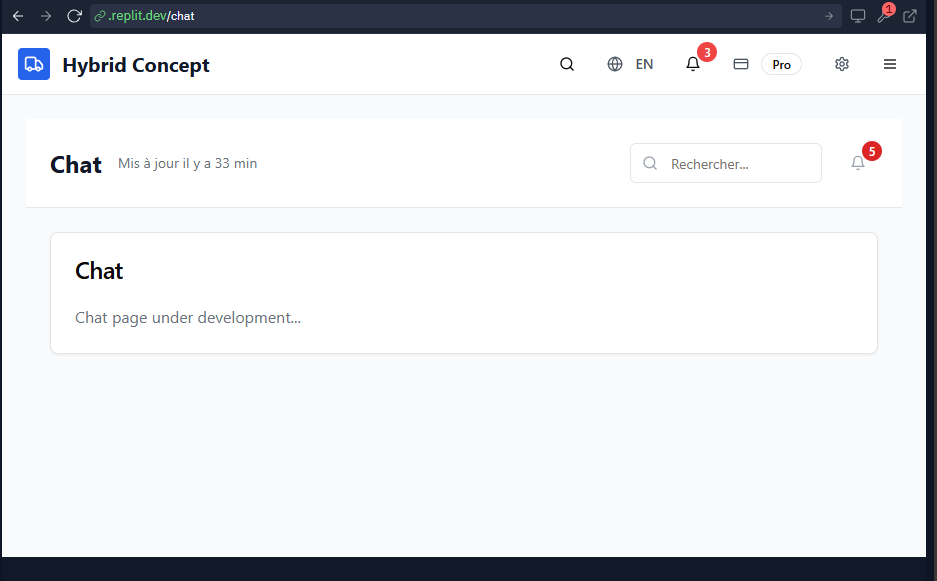 .replit.dev/chat
1
Hybrid Concept
EN
3
Pro
Chat
Mis à jour il y a 33 min
Rechercher...
5
Chat
Chat page under development...